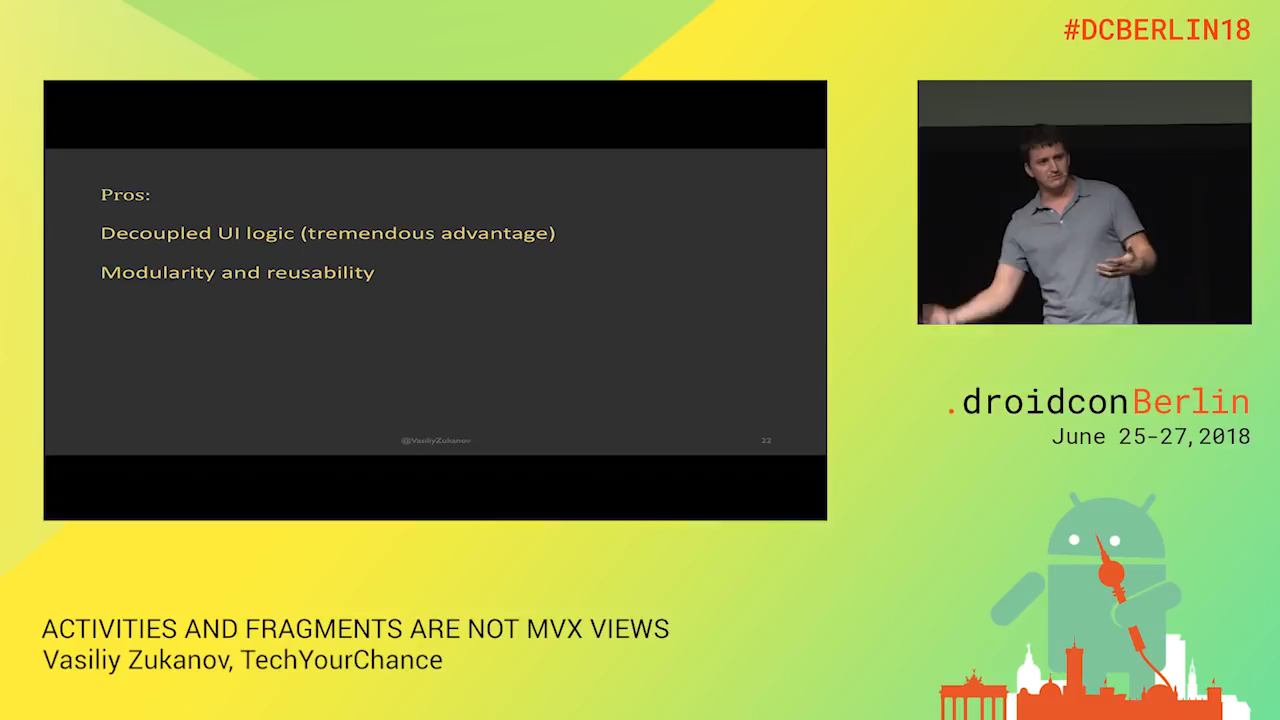 #DCBERLIN18
Pros:
Decoupled UI logic (tremendous advantage)
Modularity and reusability
@VasiliyZukanov
22
.droidconBerlin
June 25-27,2018
ACTIVITIES AND FRAGMENTS ARE NOT MVX VIEWS
Vasiliy Zukanov, TechYourChance